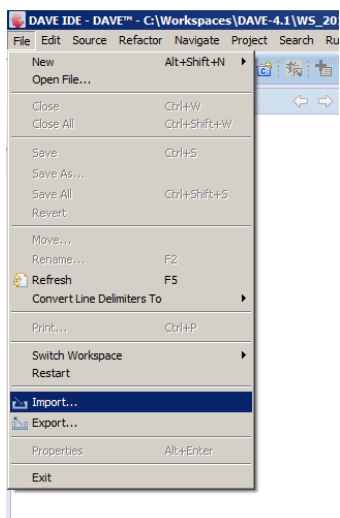 DAVE IDE - DAVE™ - C:\Workspaces\DAVE-4.1\WS_201
File Edit Source Refactor Navigate Project Search Ru
New Alt+Shift+N
Open File...
Close Ctrl+W
Close All Ctrl+Shift+W
Save Ctrl+S
Save As...
Save All Ctrl+Shift+S
Revert
Move...
Rename... F2
Refresh F5
Convert Line Delimiters To
Print... Ctrl+P
Switch Workspace
Restart
Import...
Export...
Properties Alt+Enter
Exit